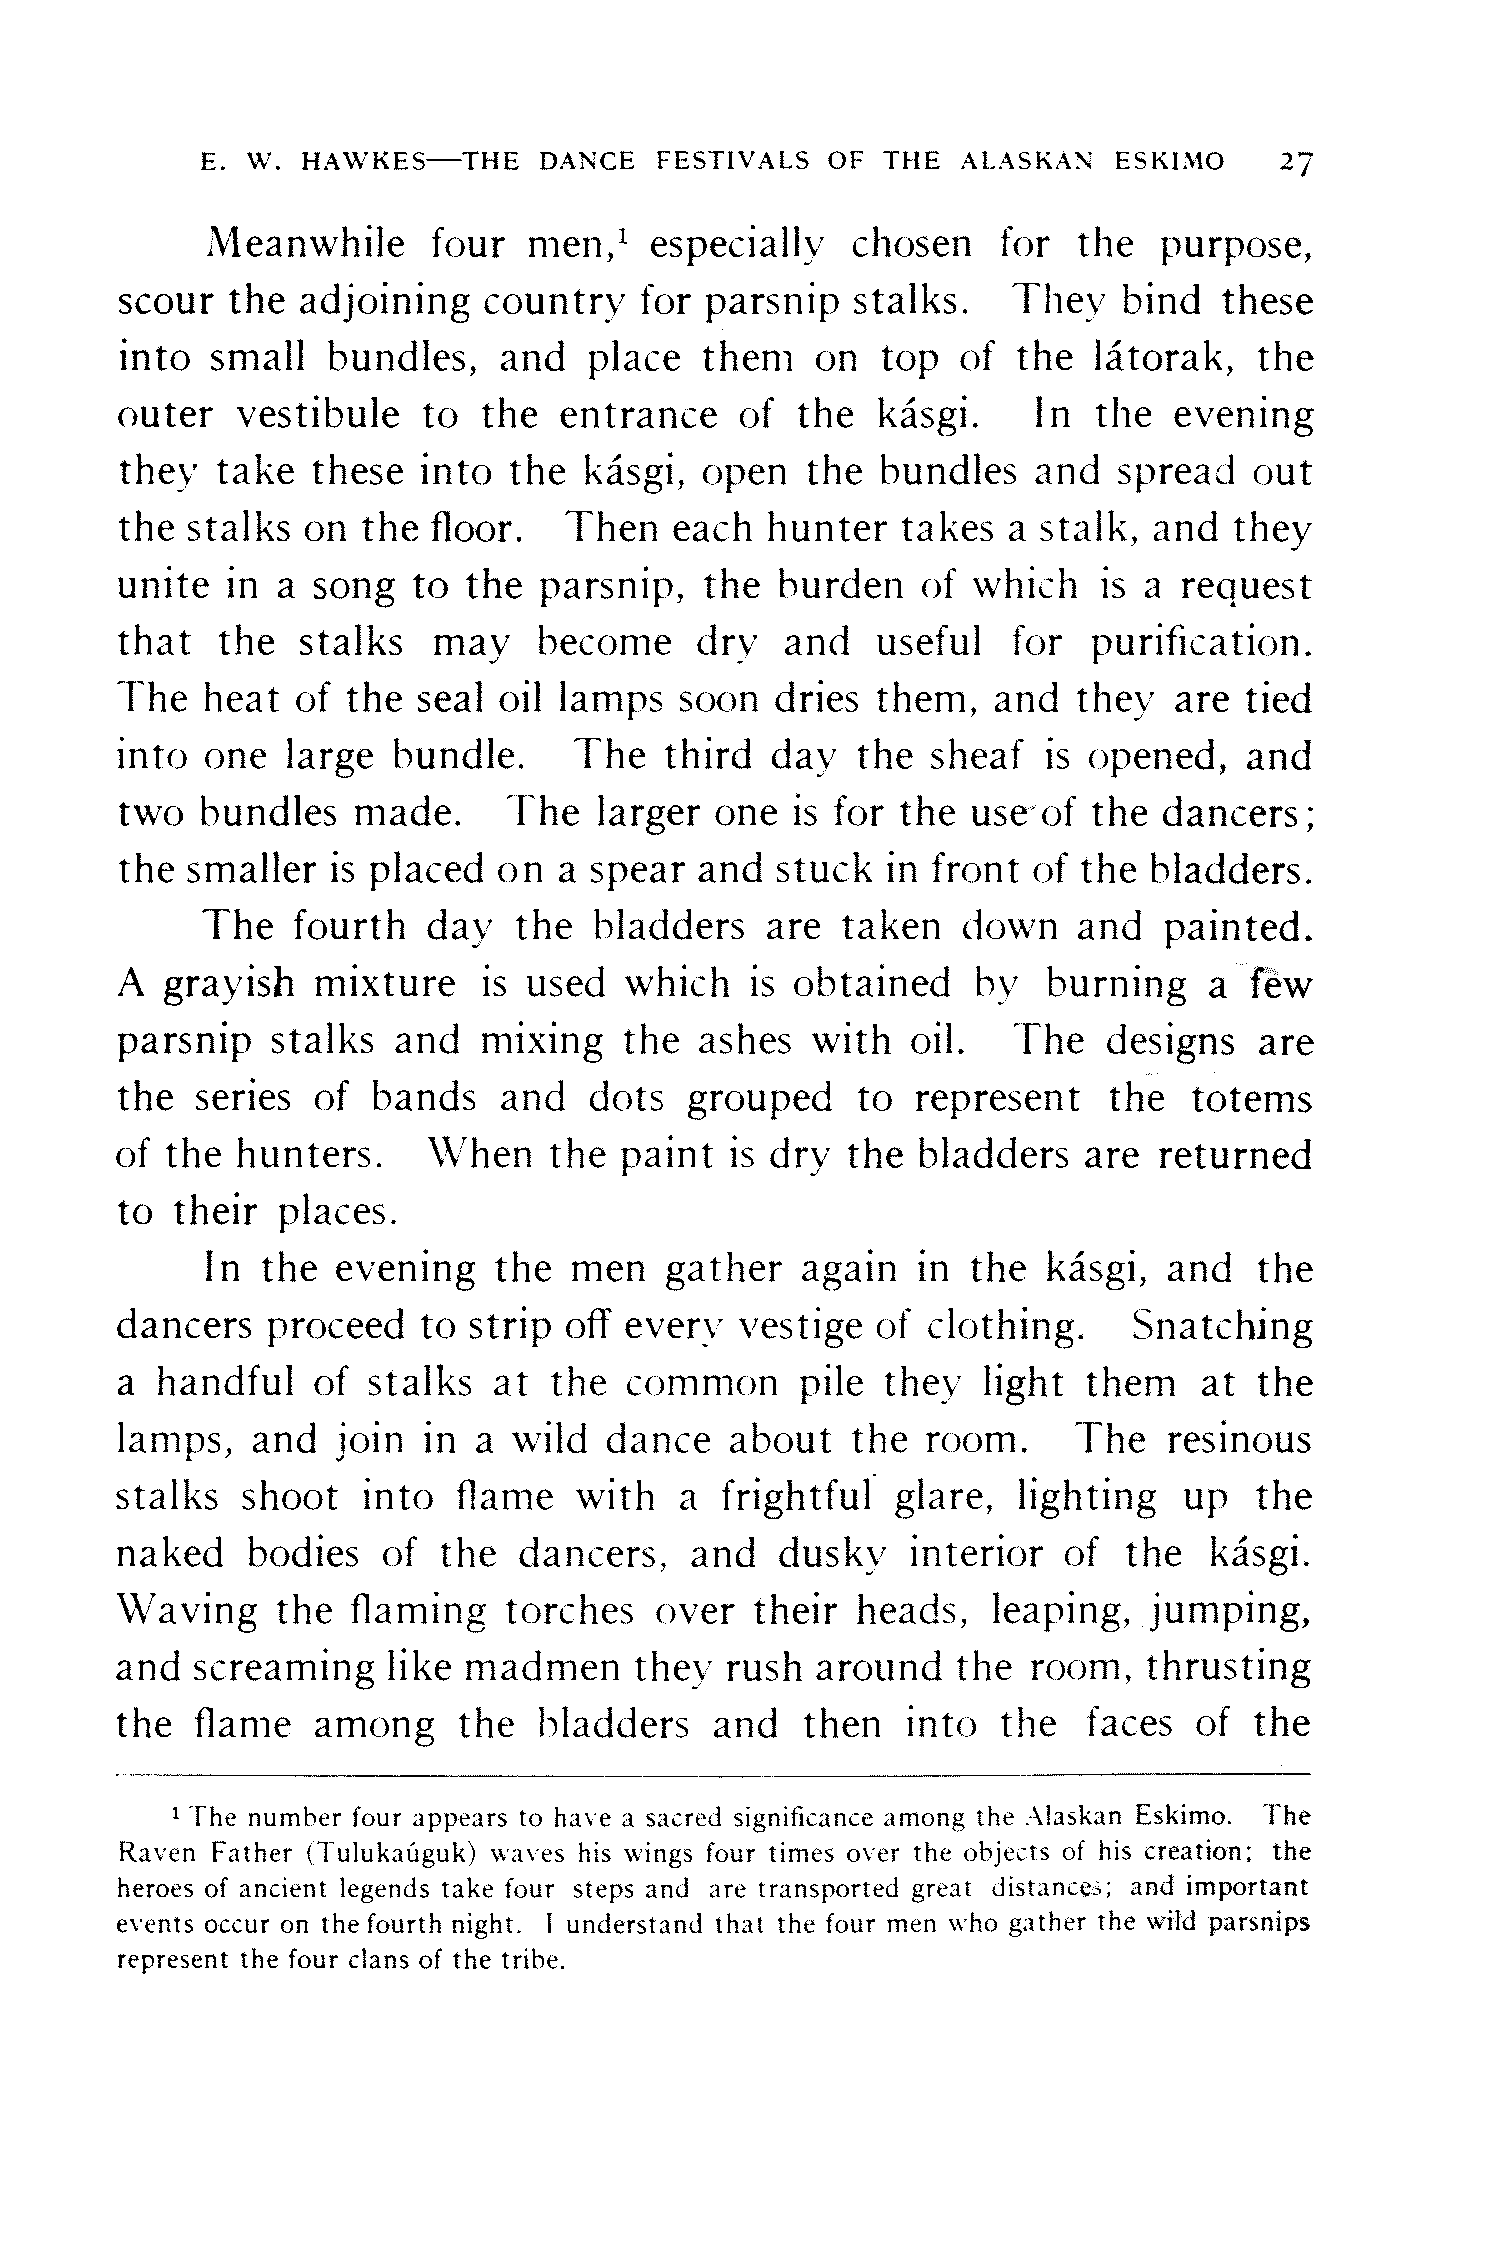 E. W. HAWKES—THE DANCE FESTIVALS OF THE ALASKAN ESKIMO 27
Meanwhile four men,¹ especially chosen for the purpose,
scour the adjoining country for parsnip stalks. They bind these
into small bundles, and place them on top of the látorak, the
outer vestibule to the entrance of the kásgi. In the evening
they take these into the kásgi, open the bundles and spread out
the stalks on the floor. Then each hunter takes a stalk, and they
unite in a song to the parsnip, the burden of which is a request
that the stalks may become dry and useful for purification.
The heat of the seal oil lamps soon dries them, and they are tied
into one large bundle. The third day the sheaf is opened, and
two bundles made. The larger one is for the use of the dancers;
the smaller is placed on a spear and stuck in front of the bladders.
The fourth day the bladders are taken down and painted.
A grayish mixture is used which is obtained by burning a few
parsnip stalks and mixing the ashes with oil. The designs are
the series of bands and dots grouped to represent the totems
of the hunters. When the paint is dry the bladders are returned
to their places.
In the evening the men gather again in the kásgi, and the
dancers proceed to strip off every vestige of clothing. Snatching
a handful of stalks at the common pile they light them at the
lamps, and join in a wild dance about the room. The resinous
stalks shoot into flame with a frightful glare, lighting up the
naked bodies of the dancers, and dusky interior of the kásgi.
Waving the flaming torches over their heads, leaping, jumping,
and screaming like madmen they rush around the room, thrusting
the flame among the bladders and then into the faces of the
¹ The number four appears to have a sacred significance among the Alaskan Eskimo. The
Raven Father (Tulukaúguk) waves his wings four times over the objects of his creation; the
heroes of ancient legends take four steps and are transported great distances; and important
events occur on the fourth night. I understand that the four men who gather the wild parsnips
represent the four clans of the tribe.